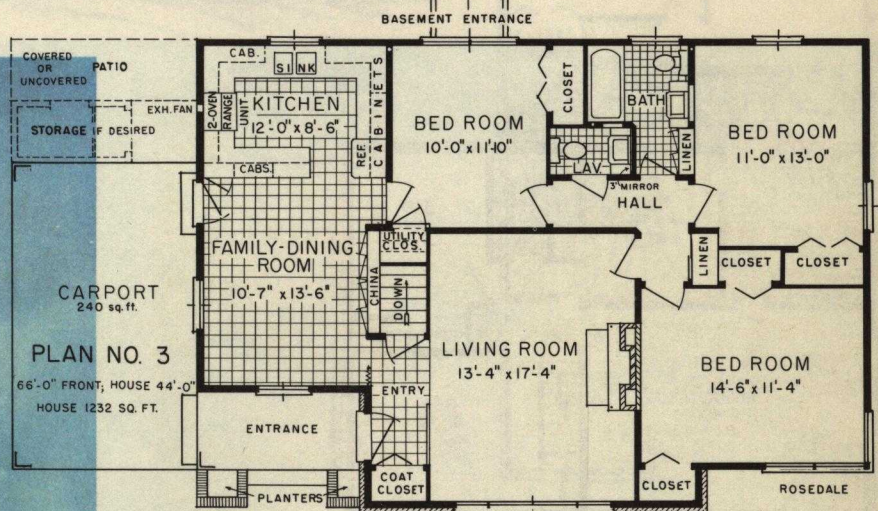 BASEMENT ENTRANCE
COVERED
OR
UNCOVERED
PATIO
STORAGE IF DESIRED
EXH. FAN
CAB.
SINK
2-OVEN
RANGE
UNIT
KITCHEN
12'-0" x 8'-6"
CABINETS
REF.
CABS.
BED ROOM
10'-0" x 11'-10"
CLOSET
BATH
LAV.
LINEN
3' MIRROR
HALL
BED ROOM
11'-0" x 13'-0"
FAMILY-DINING
ROOM
10'-7" x 13'-6"
UTILITY
CLOS.
CHINA
DOWN
LINEN
CLOSET
CLOSET
CARPORT
240 sq.ft.
PLAN NO. 3
66'-0" FRONT; HOUSE 44'-0"
HOUSE 1232 SQ. FT.
LIVING ROOM
13'-4" x 17'-4"
BED ROOM
14'-6" x 11'-4"
ENTRY
ENTRANCE
COAT
CLOSET
PLANTERS
CLOSET
ROSEDALE